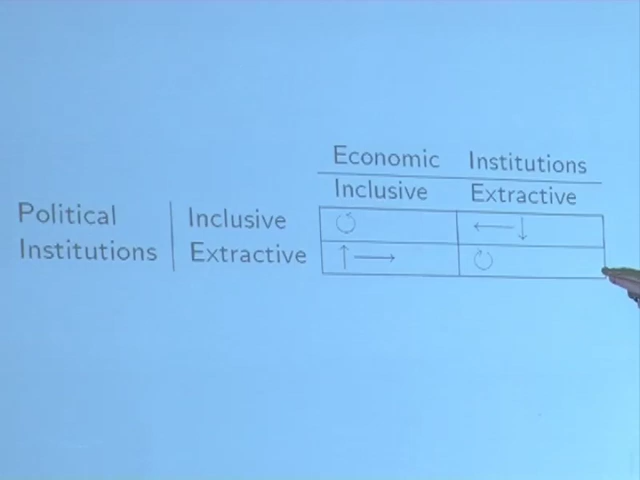 Economic Institutions
Inclusive Extractive
Political Inclusive ↺ ←↓
Institutions Extractive ↑→ ↻